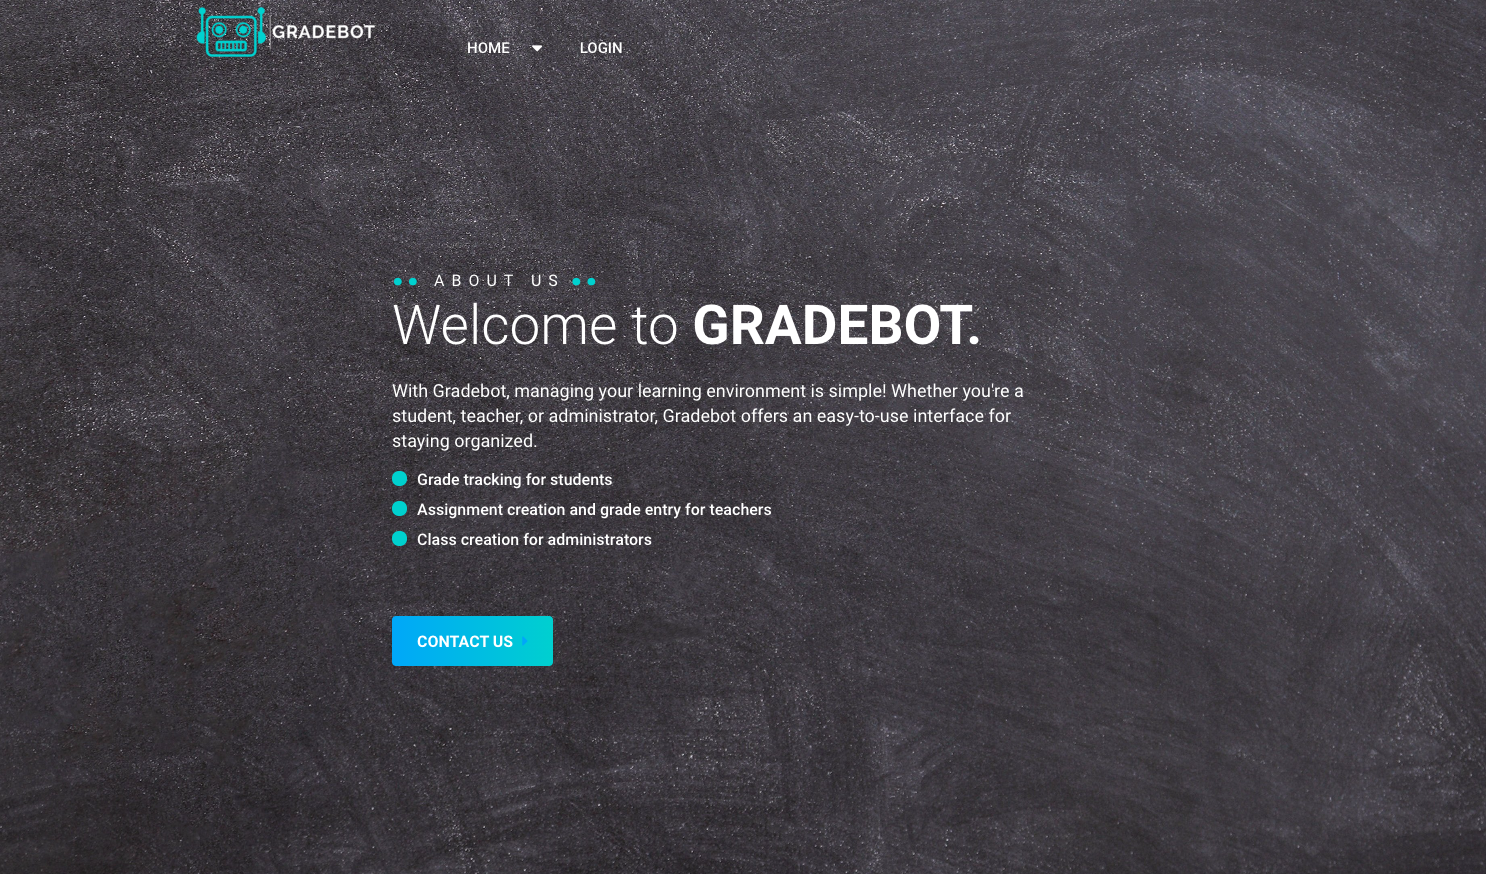 GRADEBOT
HOME
LOGIN
ABOUT US
Welcome to GRADEBOT.
With Gradebot, managing your learning environment is simple! Whether you're a
student, teacher, or administrator, Gradebot offers an easy-to-use interface for
staying organized.
Grade tracking for students
Assignment creation and grade entry for teachers
Class creation for administrators
CONTACT US